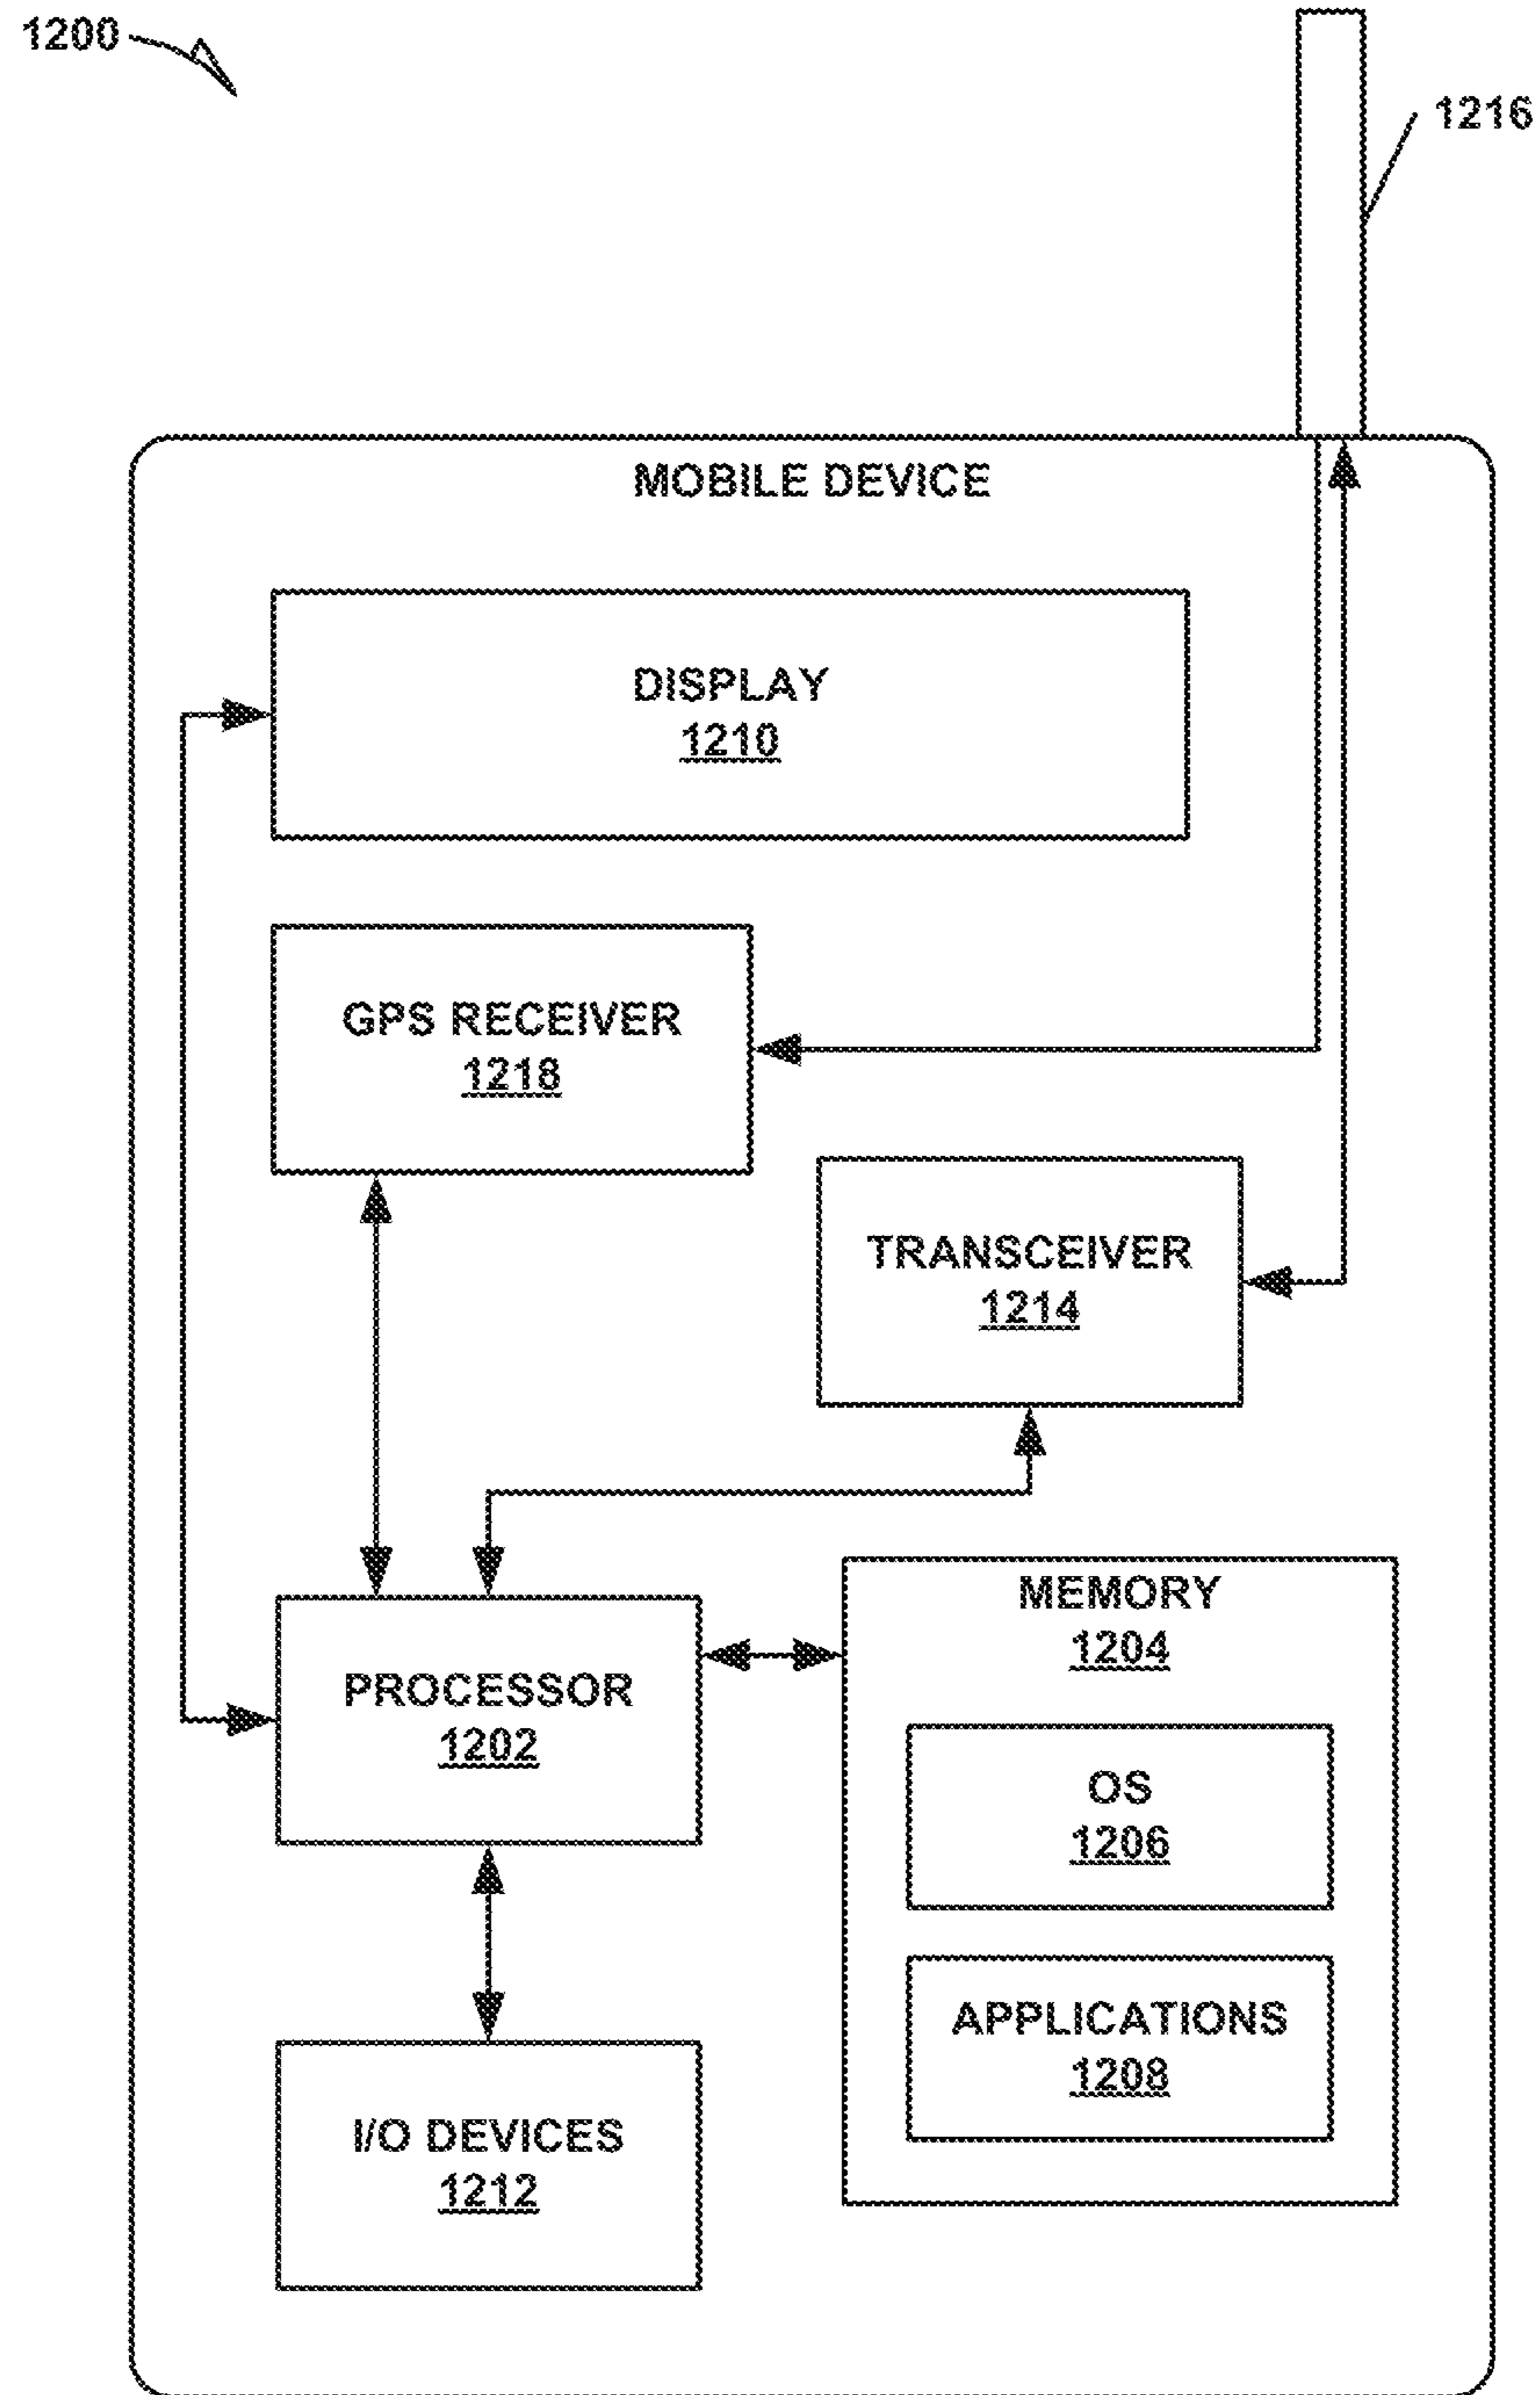 1200
1216
MOBILE DEVICE
DISPLAY
1210
GPS RECEIVER
1218
TRANSCEIVER
1214
MEMORY
1204
PROCESSOR
1202
OS
1206
APPLICATIONS
1208
I/O DEVICES
1212